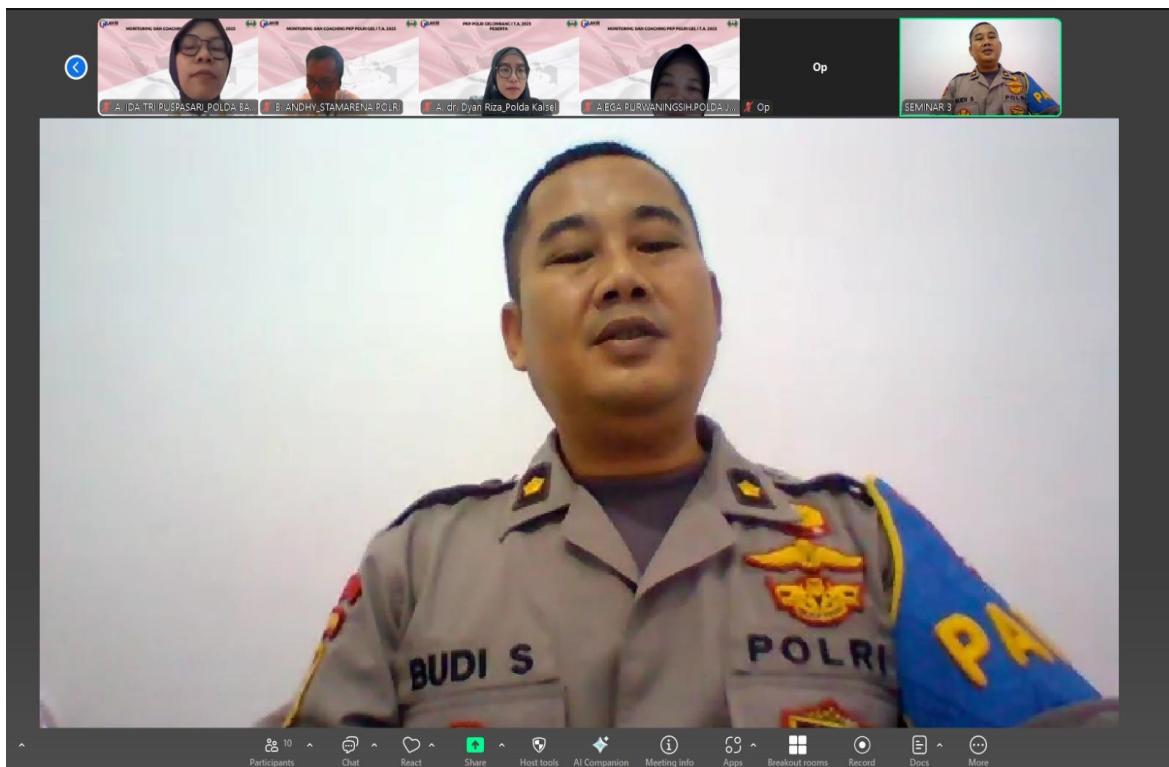 MONITORING DAN COACHING
2025
MONITORING DAN COACHING PKP POLRI GEL I T.A. 2025
PKP POLRI GELOMBANG I T.A. 2025
PESERTA
MONITORING DAN COACHING PKP POLRI GEL I T.A. 2025
Op
A. IDA TRI PUSPASARI_POLDA BA...
B. ANDHY_STAMARENA POLRI
A. dr. Dyan Riza_Polda Kalsel
A.EGA PURWANINGSIH.POLDA J...
Op
SEMINAR 3
BUDI S
POLRI
PA
BUDI S
POLRI
PA
10
Participants
Chat
React
Share
Host tools
AI Companion
Meeting info
Apps
Breakout rooms
Record
Docs
More